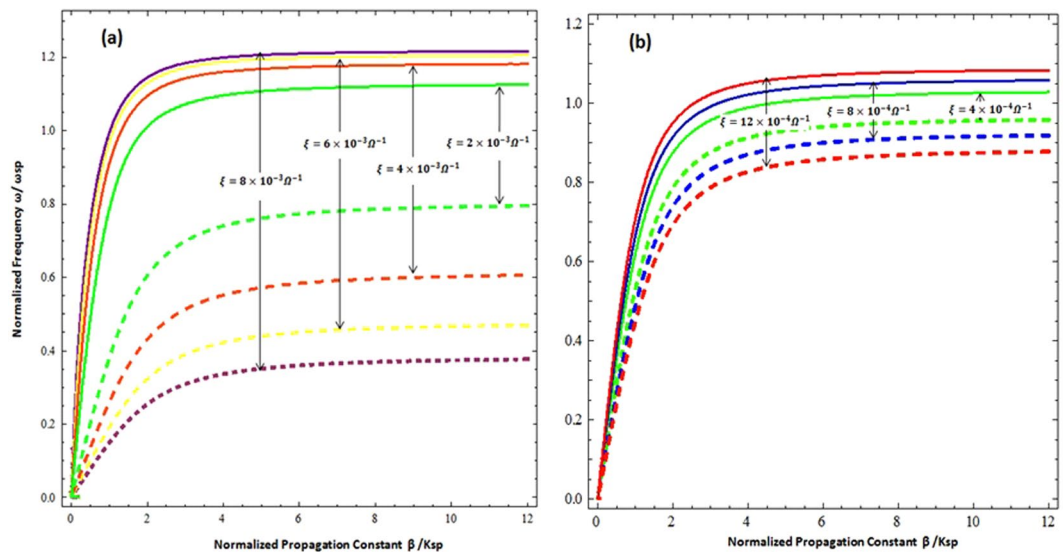 (a)
(b)
1.2
1.0
0.8
0.6
0.4
0.2
0.0
Normalized Frequency ω/ωsp
ξ = 6 × 10⁻³Ω⁻¹
ξ = 2 × 10⁻³Ω⁻¹
ξ = 4 × 10⁻³Ω⁻¹
ξ = 8 × 10⁻³Ω⁻¹
0 2 4 6 8 10 12
Normalized Propagation Constant β /Ksp
1.2
1.0
0.8
0.6
0.4
0.2
0.0
ξ = 12 × 10⁻⁴Ω⁻¹
ξ = 8 × 10⁻⁴Ω⁻¹
ξ = 4 × 10⁻⁴Ω⁻¹
0 2 4 6 8 10 12
Normalized Propagation Constant β /Ksp